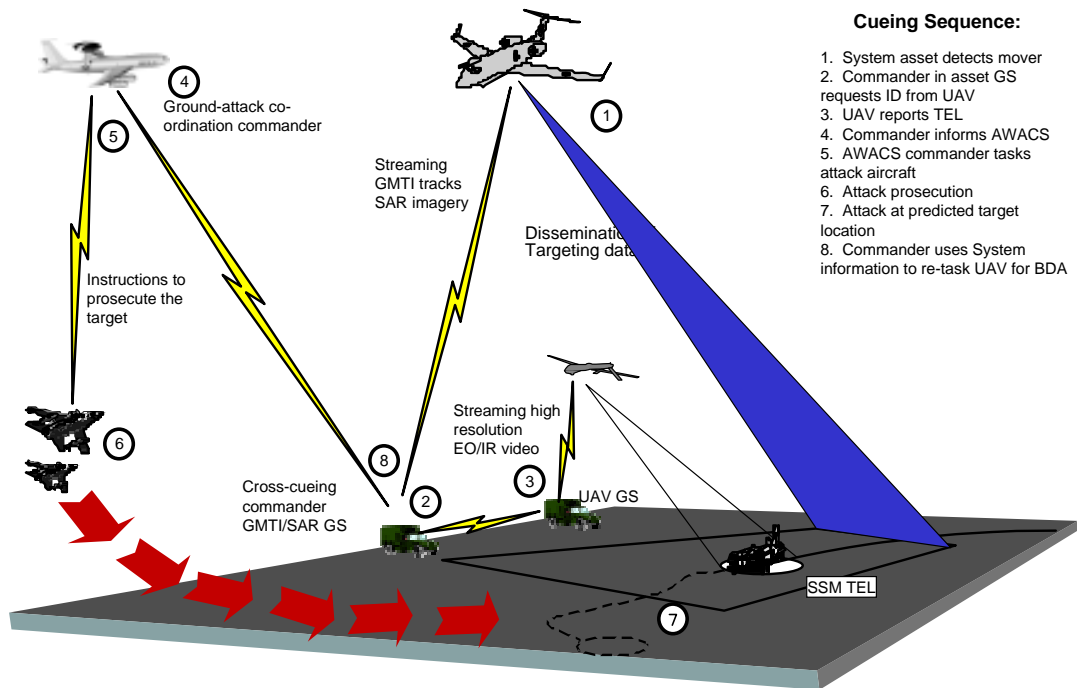 Cueing Sequence:
1. System asset detects mover
2. Commander in asset GS
requests ID from UAV
3. UAV reports TEL
4. Commander informs AWACS
5. AWACS commander tasks
attack aircraft
6. Attack prosecution
7. Attack at predicted target
location
8. Commander uses System
information to re-task UAV for BDA
4
Ground-attack co-
ordination commander
5
1
Streaming
GMTI tracks
SAR imagery
Targeting data
Instructions to
prosecute the
target
6
Streaming high
resolution
EO/IR video
8
2
3
UAV GS
Cross-cueing
commander
GMTI/SAR GS
SSM TEL
7